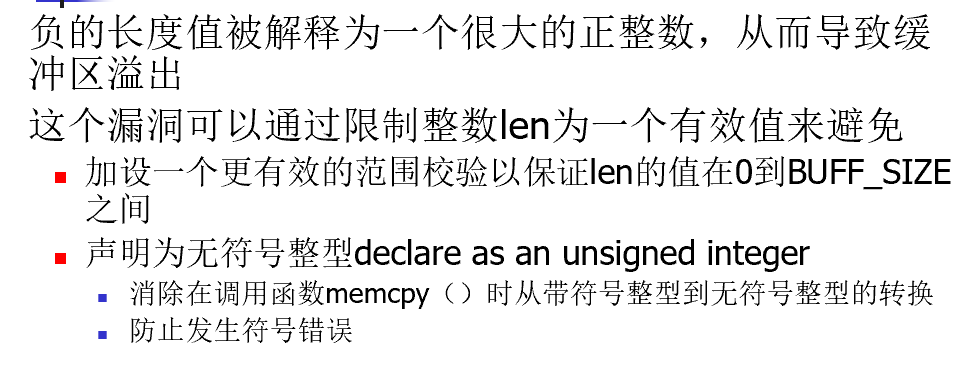 负的长度值被解释为一个很大的正整数，从而导致缓
冲区溢出
这个漏洞可以通过限制整数len为一个有效值来避免
加设一个更有效的范围校验以保证len的值在0到BUFF_SIZE
之间
声明为无符号整型declare as an unsigned integer
消除在调用函数memcpy（）时从带符号整型到无符号整型的转换
防止发生符号错误